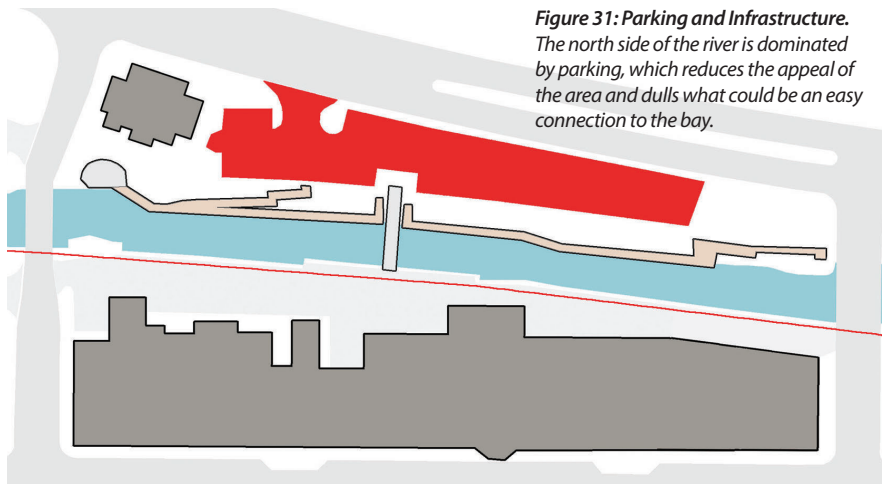 Figure 31: Parking and Infrastructure.
The north side of the river is dominated
by parking, which reduces the appeal of
the area and dulls what could be an easy
connection to the bay.